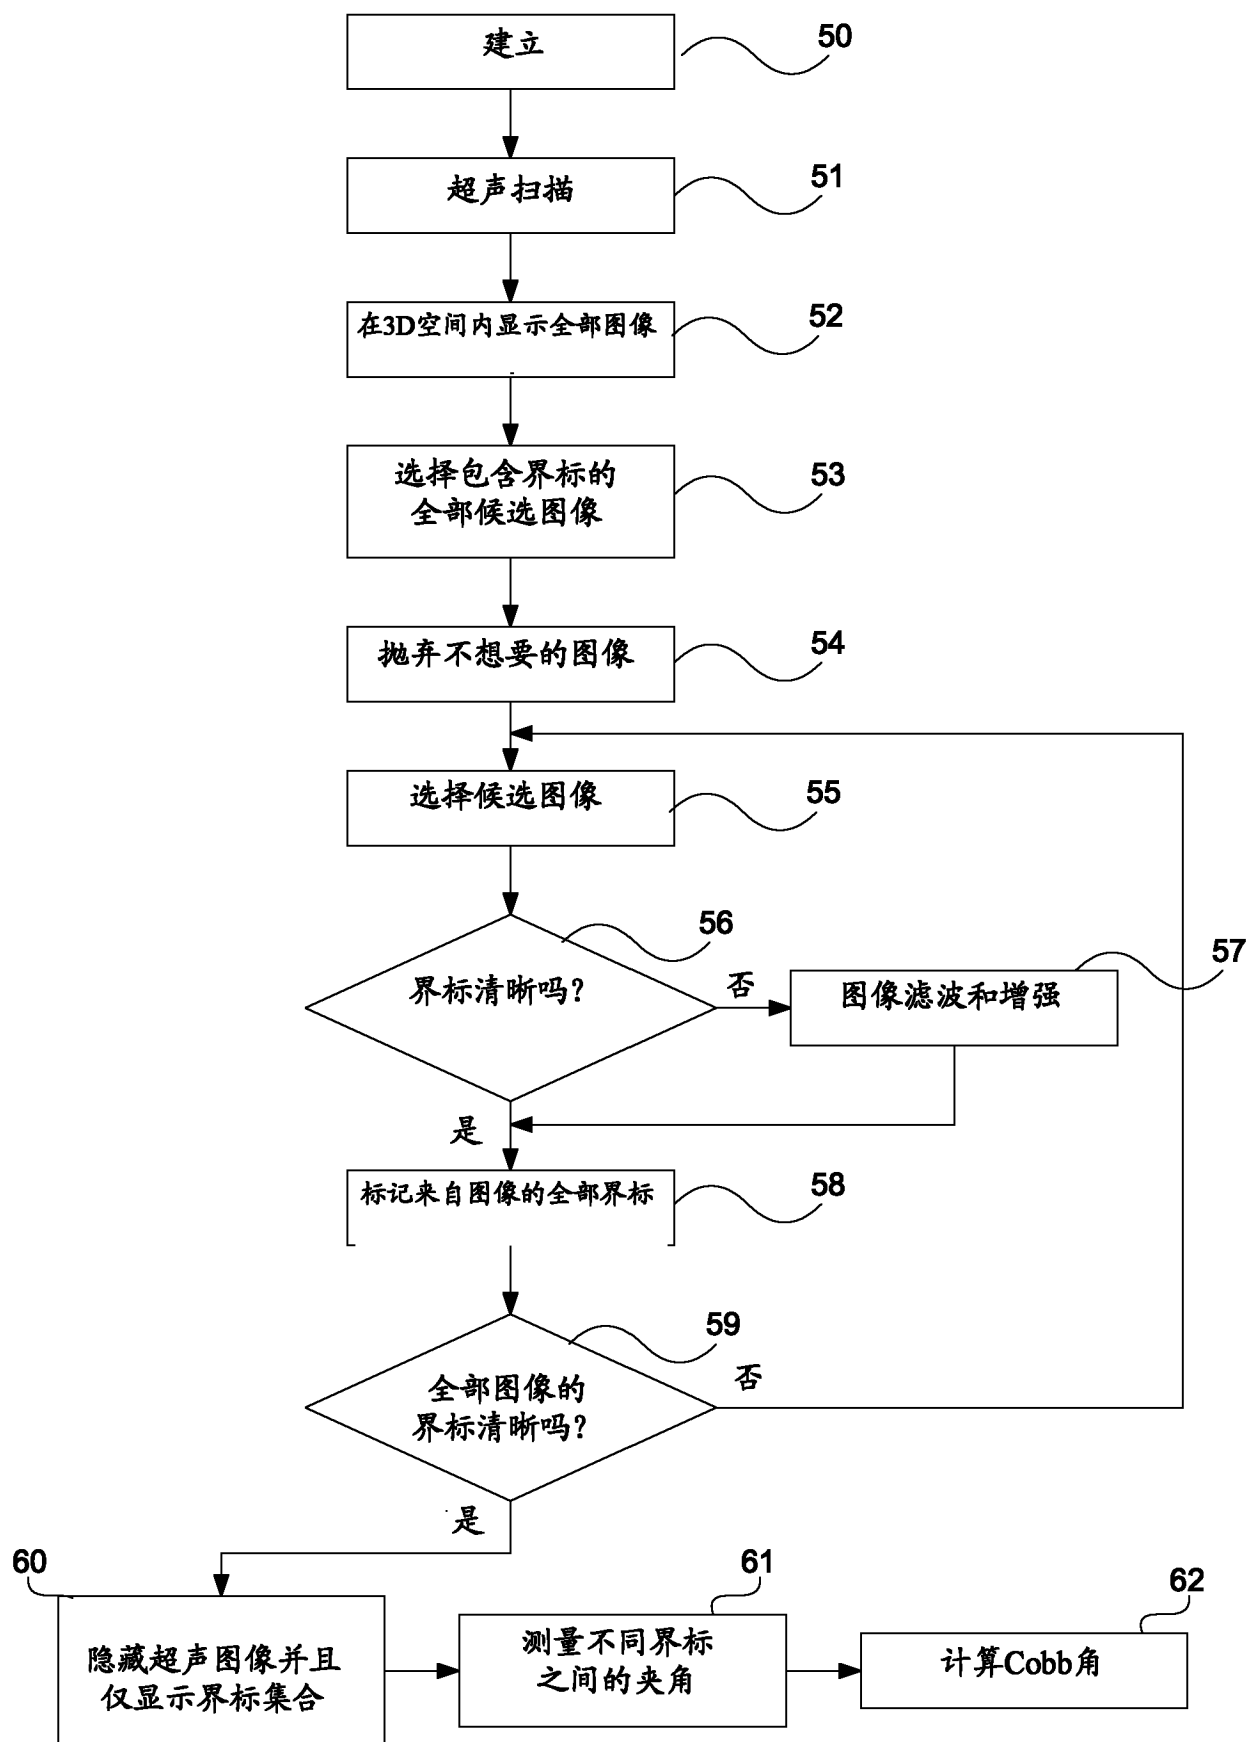 建立
50
超声扫描
51
在3D空间内显示全部图像
52
选择包含界标的
全部候选图像
53
抛弃不想要的图像
54
选择候选图像
55
56
界标清晰吗?
否
图像滤波和增强
57
是
标记来自图像的全部界标
58
59
全部图像的
界标清晰吗?
否
是
60
隐藏超声图像并且
仅显示界标集合
61
测量不同界标
之间的夹角
62
计算Cobb角